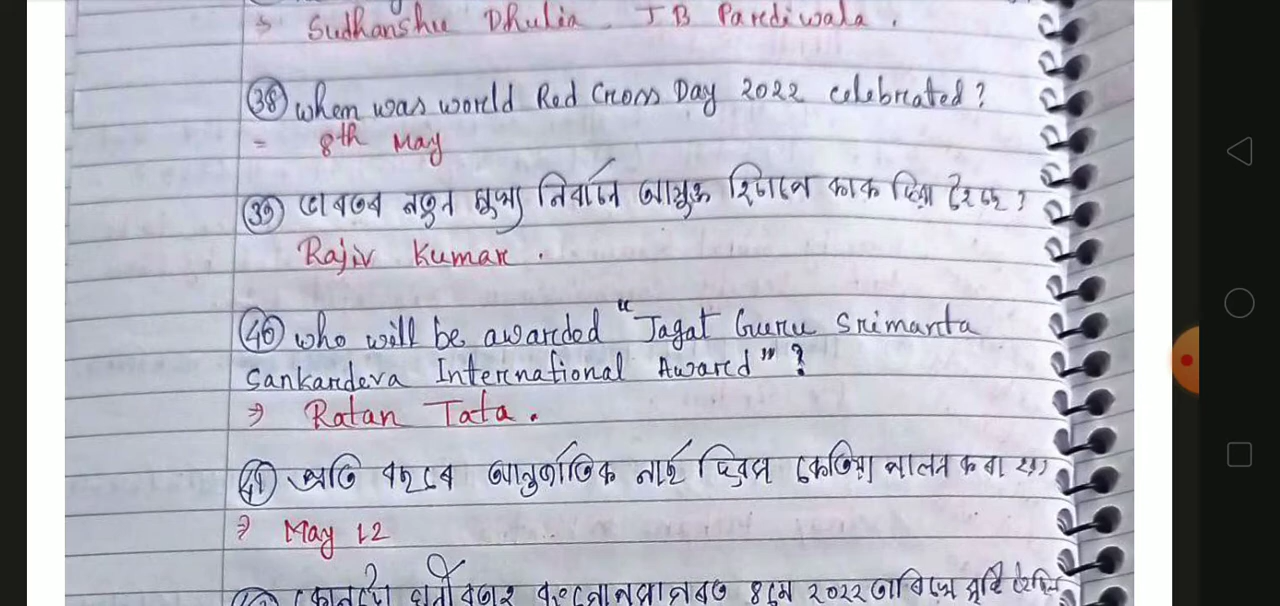 ⇒ Sudhanshu Dhulia. J B Pardiwala.
(38) When was world Red Cross Day 2022 celebrated?
= 8th May
(39) ভাৰতৰ নতুন মুখ্য নিৰ্বাচন আয়ুক্ত হিচাপে কাক দিয়া হৈছে?
Rajiv Kumar.
(40) who will be awarded "Jagat Guru Srimanta
Sankardeva International Award"?
⇒ Ratan Tata.
(41) প্ৰতি বছৰে আন্তৰ্জাতিক নাৰ্ছ দিৱস কেতিয়া পালন কৰা হয়?
⇒ May 12
৪মে ২০২২ তাৰিখে